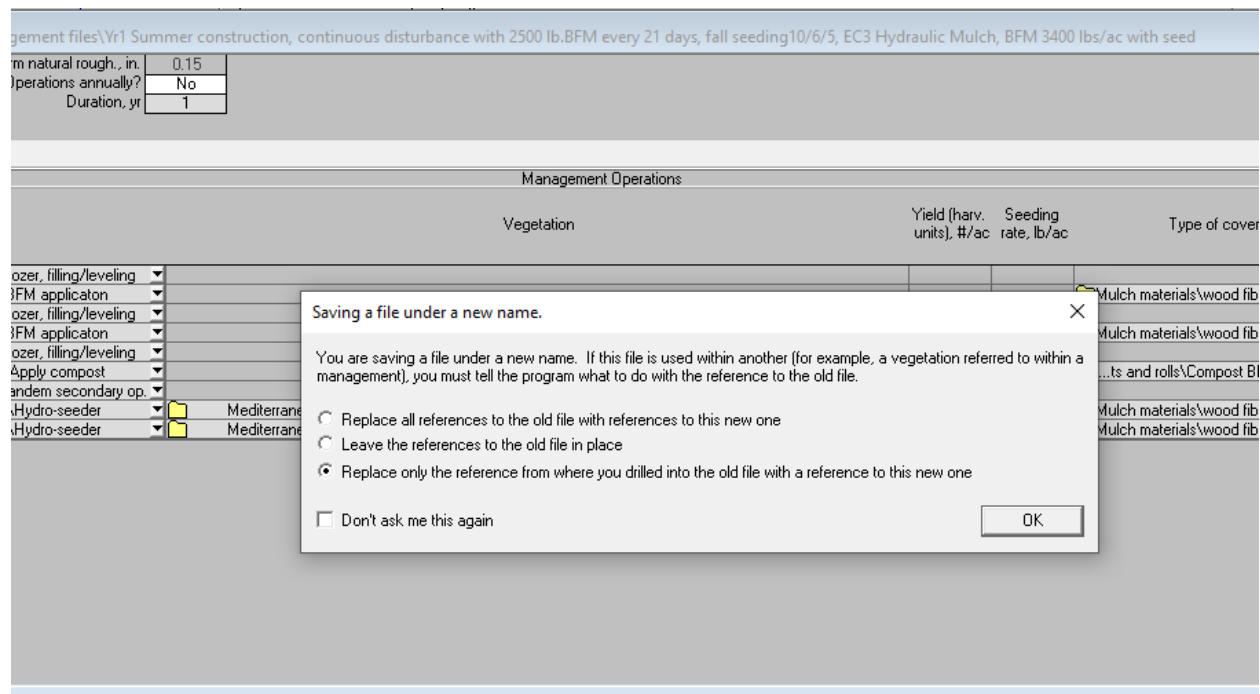 gement files\Yr1 Summer construction, continuous disturbance with 2500 lb.BFM every 21 days, fall seeding10/6/5, EC3 Hydraulic Mulch, BFM 3400 lbs/ac with seed
rm natural rough., in. 0.15
Operations annually? No
Duration, yr 1
Management Operations
Vegetation
Yield (harv. units), #/ac
Seeding rate, lb/ac
Type of cover
ozer, filling/leveling
BFM applicaton
Mulch materials\wood fib
ozer, filling/leveling
BFM applicaton
Mulch materials\wood fib
ozer, filling/leveling
Apply compost
...ts and rolls\Compost Bl
andem secondary op.
\Hydro-seeder Mediterrane
Mulch materials\wood fib
\Hydro-seeder Mediterrane
Mulch materials\wood fib
Saving a file under a new name.
You are saving a file under a new name. If this file is used within another (for example, a vegetation referred to within a
management), you must tell the program what to do with the reference to the old file.
Replace all references to the old file with references to this new one
Leave the references to the old file in place
Replace only the reference from where you drilled into the old file with a reference to this new one
Don't ask me this again
OK